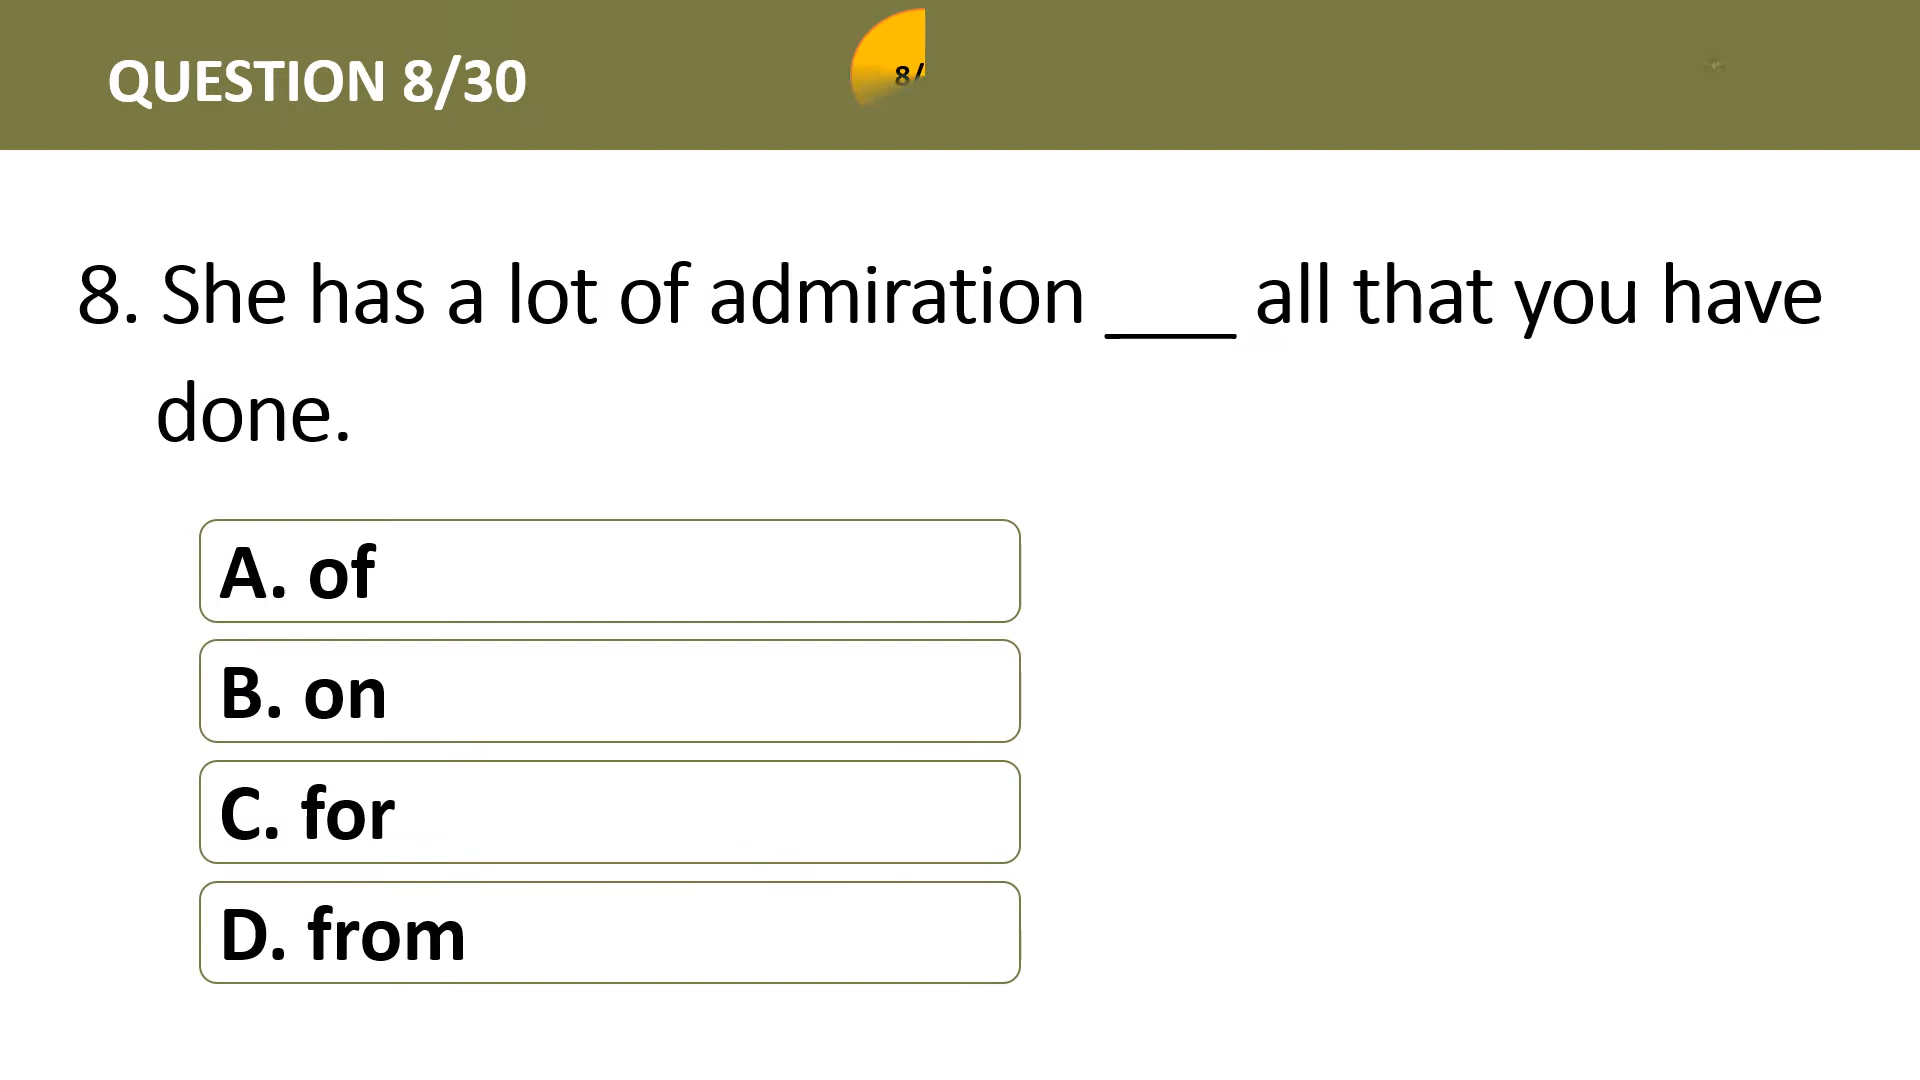 QUESTION 8/30
8/
8. She has a lot of admiration ___ all that you have
done.
A. of
B. on
C. for
D. from